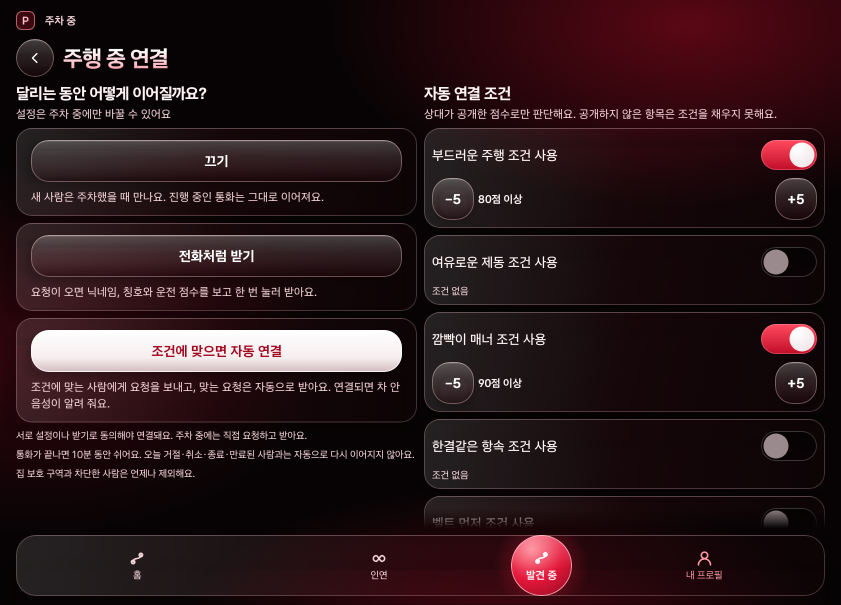 P 주차 중
주행 중 연결
달리는 동안 어떻게 이어질까요?
설정은 주차 중에만 바꿀 수 있어요
끄기
새 사람은 주차했을 때 만나요. 진행 중인 통화는 그대로 이어져요.
전화처럼 받기
요청이 오면 닉네임, 칭호와 운전 점수를 보고 한 번 눌러 받아요.
조건에 맞으면 자동 연결
조건에 맞는 사람에게 요청을 보내고, 맞는 요청은 자동으로 받아요. 연결되면 차 안
음성이 알려 줘요.
서로 설정이나 받기로 동의해야 연결돼요. 주차 중에는 직접 요청하고 받아요.
통화가 끝나면 10분 동안 쉬어요. 오늘 거절·취소·종료·만료된 사람과는 자동으로 다시 이어지지 않아요.
집 보호 구역과 차단한 사람은 언제나 제외해요.
자동 연결 조건
상대가 공개한 점수로만 판단해요. 공개하지 않은 항목은 조건을 채우지 못해요.
부드러운 주행 조건 사용
−5 80점 이상 +5
여유로운 제동 조건 사용
조건 없음
깜빡이 매너 조건 사용
−5 90점 이상 +5
한결같은 항속 조건 사용
조건 없음
벨트 먼저 조건 사용
홈
인연
발견 중
내 프로필